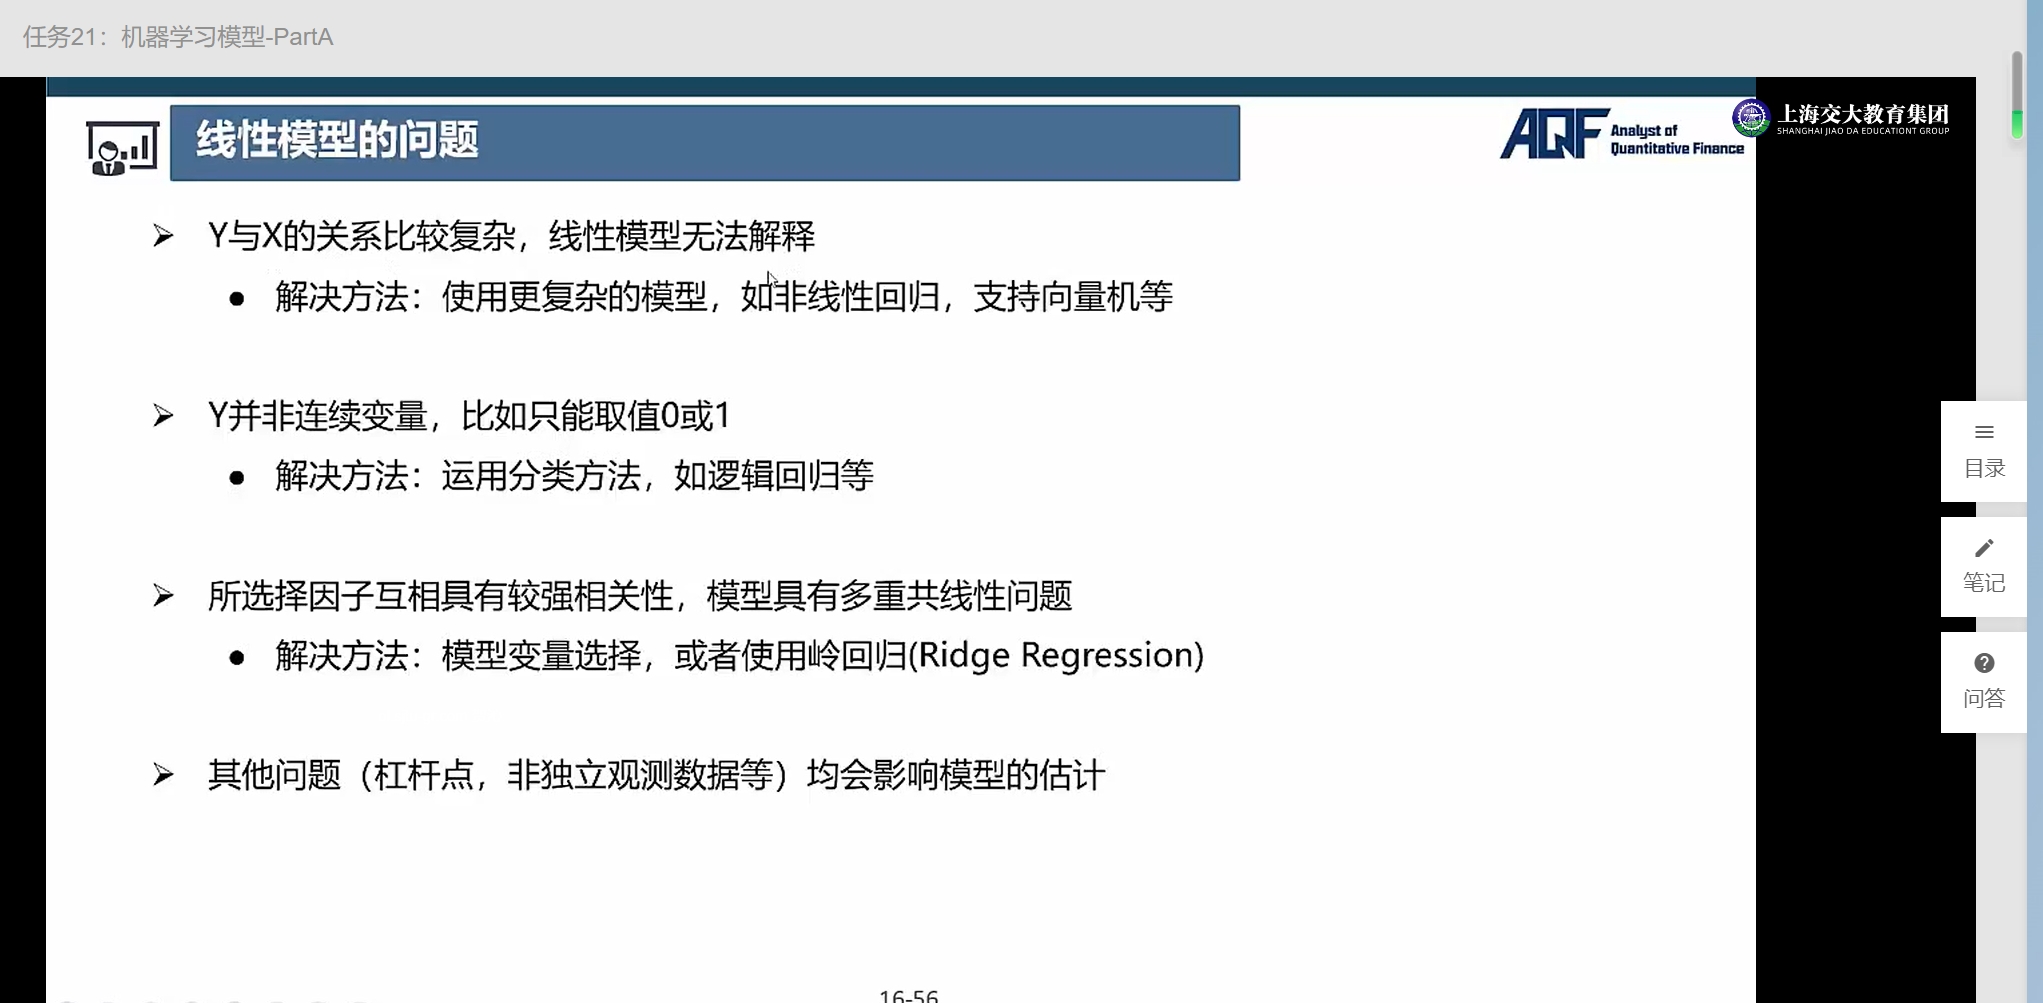 任务21：机器学习模型-PartA
线性模型的问题
AQF Analyst of Quantitative Finance
上海交大教育集团
SHANGHAI JIAO DA EDUCATIONT GROUP
Y与X的关系比较复杂，线性模型无法解释
解决方法：使用更复杂的模型，如非线性回归，支持向量机等
Y并非连续变量，比如只能取值0或1
解决方法：运用分类方法，如逻辑回归等
所选择因子互相具有较强相关性，模型具有多重共线性问题
解决方法：模型变量选择，或者使用岭回归(Ridge Regression)
其他问题（杠杆点，非独立观测数据等）均会影响模型的估计
16-56
目录
笔记
问答